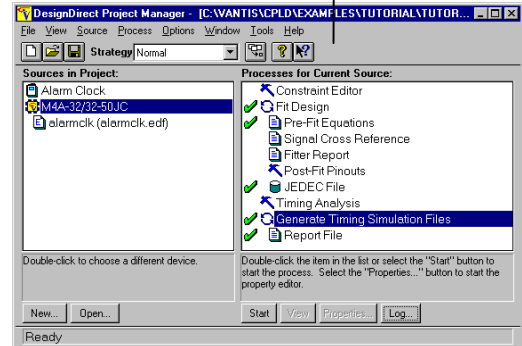 DesignDirect Project Manager - [C:\VANTIS\CPLD\EXAMPLES\TUTORIAL\TUTOR...
File View Source Process Options Window Tools Help
Strategy Normal
Sources in Project:
Alarm Clock
M4A-32/32-50JC
alarmclk (alarmclk.edf)
Double-click to choose a different device.
New... Open...
Processes for Current Source:
Constraint Editor
Fit Design
Pre-Fit Equations
Signal Cross Reference
Fitter Report
Post-Fit Pinouts
JEDEC File
Timing Analysis
Generate Timing Simulation Files
Report File
Double-click the item in the list or select the "Start" button to
start the process. Select the "Properties..." button to start the
property editor.
Start View Properties... Log...
Ready